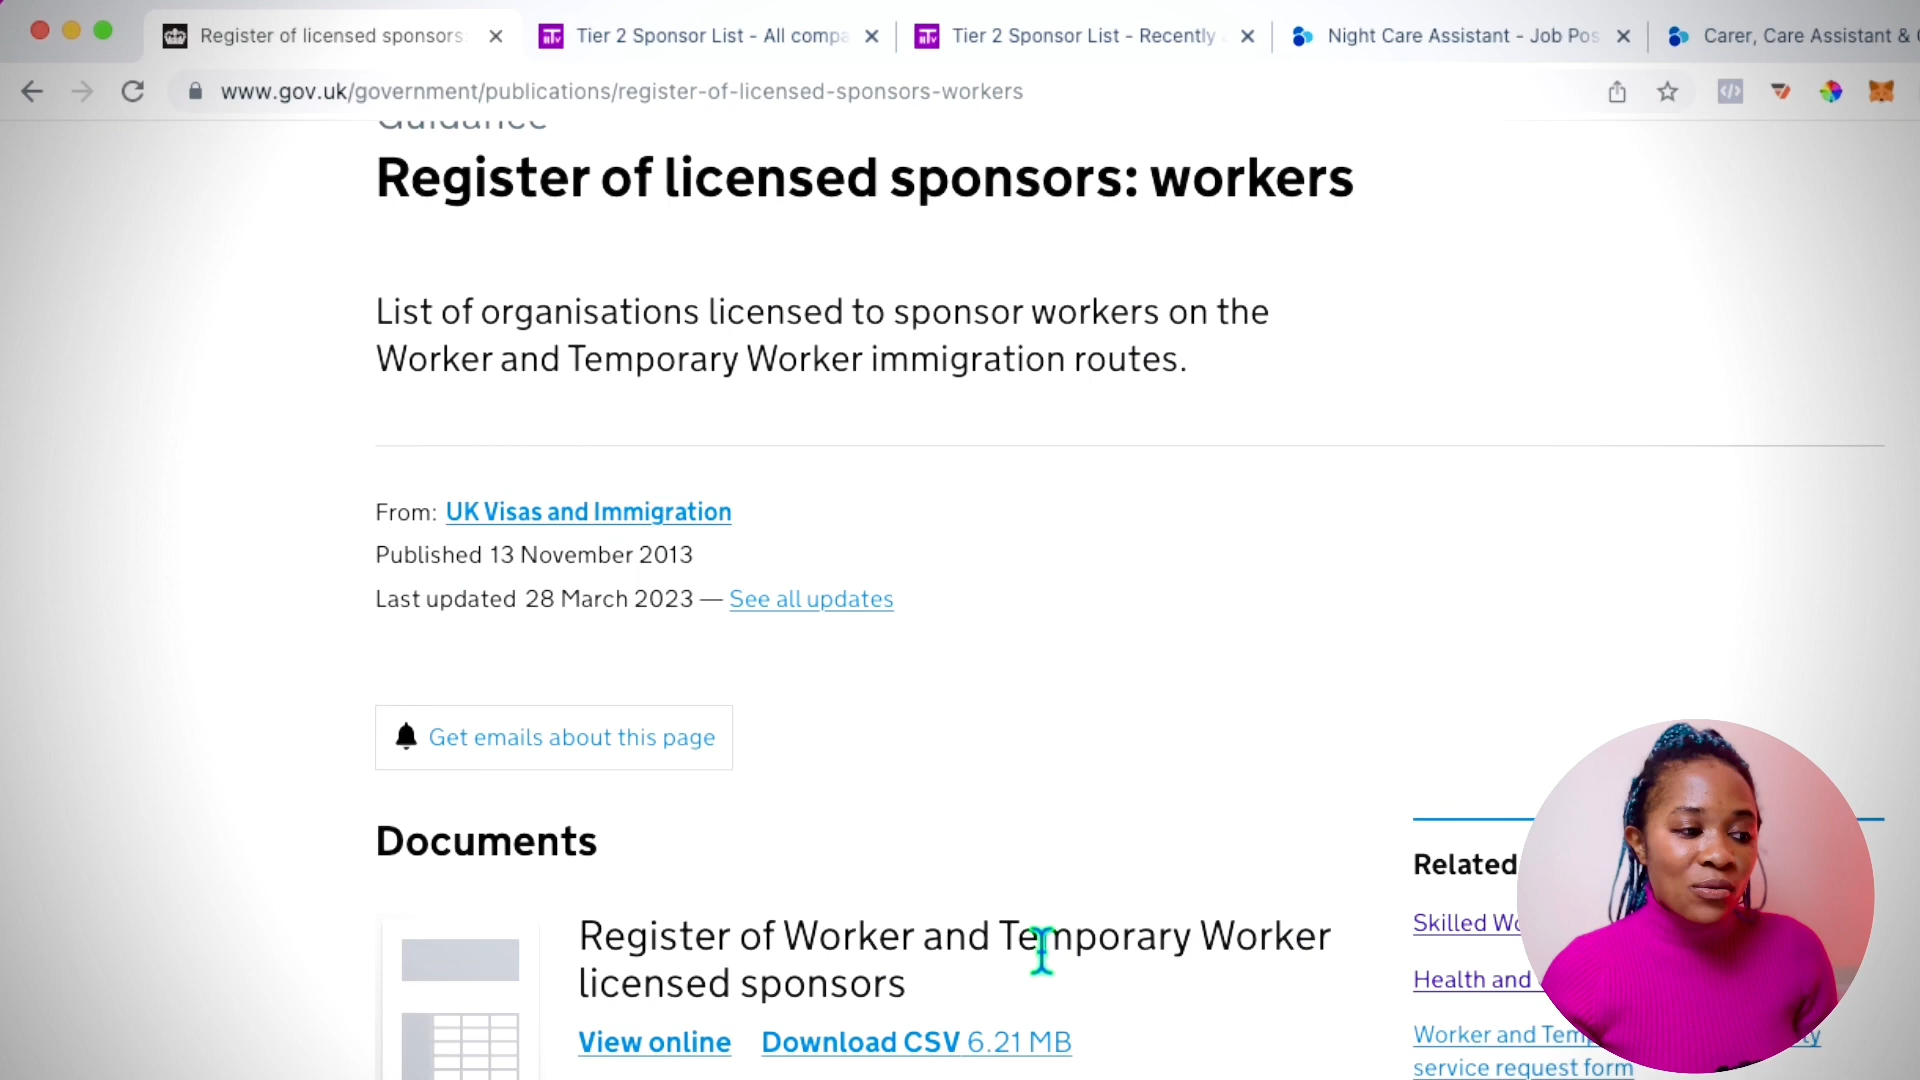 Register of licensed sponsors:
Tier 2 Sponsor List - All compa
Tier 2 Sponsor List - Recently
Night Care Assistant - Job Pos
Carer, Care Assistant &
www.gov.uk/government/publications/register-of-licensed-sponsors-workers
Guidance
Register of licensed sponsors: workers
List of organisations licensed to sponsor workers on the
Worker and Temporary Worker immigration routes.
From: UK Visas and Immigration
Published 13 November 2013
Last updated 28 March 2023 — See all updates
Get emails about this page
Documents
Register of Worker and Temporary Worker
licensed sponsors
View online Download CSV 6.21 MB
Related
Skilled Wo
Health and
Worker and Tem
service request form